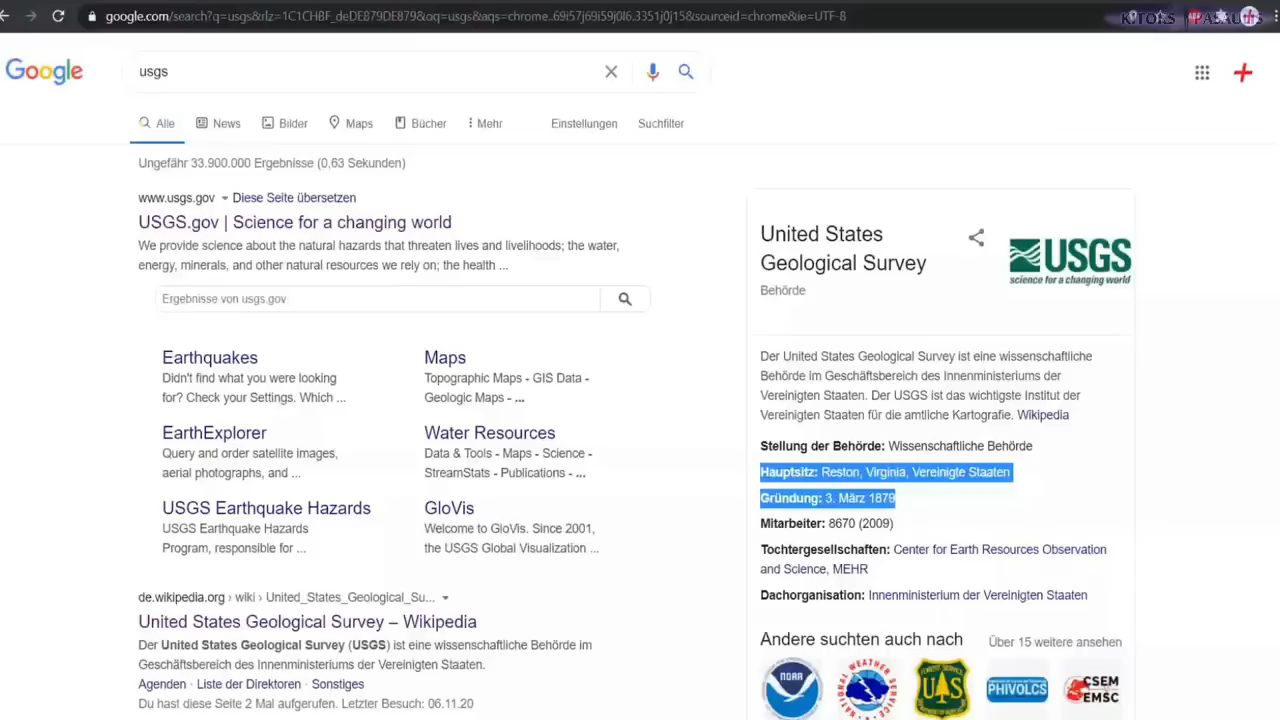 google.com/search?q=usgs&rlz=1C1CHBF_deDE879DE879&oq=usgs&aqs=chrome..69i57j69i59j0l6.3351j0j15&sourceid=chrome&ie=UTF-8
KITORS | PASAULIS
Google
usgs
Alle News Bilder Maps Bücher Mehr Einstellungen Suchfilter
Ungefähr 33.900.000 Ergebnisse (0,63 Sekunden)
www.usgs.gov Diese Seite übersetzen
USGS.gov | Science for a changing world
We provide science about the natural hazards that threaten lives and livelihoods; the water,
energy, minerals, and other natural resources we rely on; the health ...
Ergebnisse von usgs.gov
Earthquakes
Didn't find what you were looking
for? Check your Settings. Which ...
Maps
Topographic Maps - GIS Data -
Geologic Maps - ...
EarthExplorer
Query and order satellite images,
aerial photographs, and ...
Water Resources
Data & Tools - Maps - Science -
StreamStats - Publications - ...
USGS Earthquake Hazards
USGS Earthquake Hazards
Program, responsible for ...
GloVis
Welcome to GloVis. Since 2001,
the USGS Global Visualization ...
de.wikipedia.org › wiki › United_States_Geological_Su...
United States Geological Survey – Wikipedia
Der United States Geological Survey (USGS) ist eine wissenschaftliche Behörde im
Geschäftsbereich des Innenministeriums der Vereinigten Staaten.
Agenden · Liste der Direktoren · Sonstiges
Du hast diese Seite 2 Mal aufgerufen. Letzter Besuch: 06.11.20
United States
Geological Survey
Behörde
USGS
science for a changing world
Der United States Geological Survey ist eine wissenschaftliche
Behörde im Geschäftsbereich des Innenministeriums der
Vereinigten Staaten. Der USGS ist das wichtigste Institut der
Vereinigten Staaten für die amtliche Kartografie. Wikipedia
Stellung der Behörde: Wissenschaftliche Behörde
Hauptsitz: Reston, Virginia, Vereinigte Staaten
Gründung: 3. März 1879
Mitarbeiter: 8670 (2009)
Tochtergesellschaften: Center for Earth Resources Observation
and Science, MEHR
Dachorganisation: Innenministerium der Vereinigten Staaten
Andere suchten auch nach Über 15 weitere ansehen
NOAA
NATIONAL WEATHER SERVICE
FOREST SERVICE
U S
PHIVOLCS
CSEM
EMSC